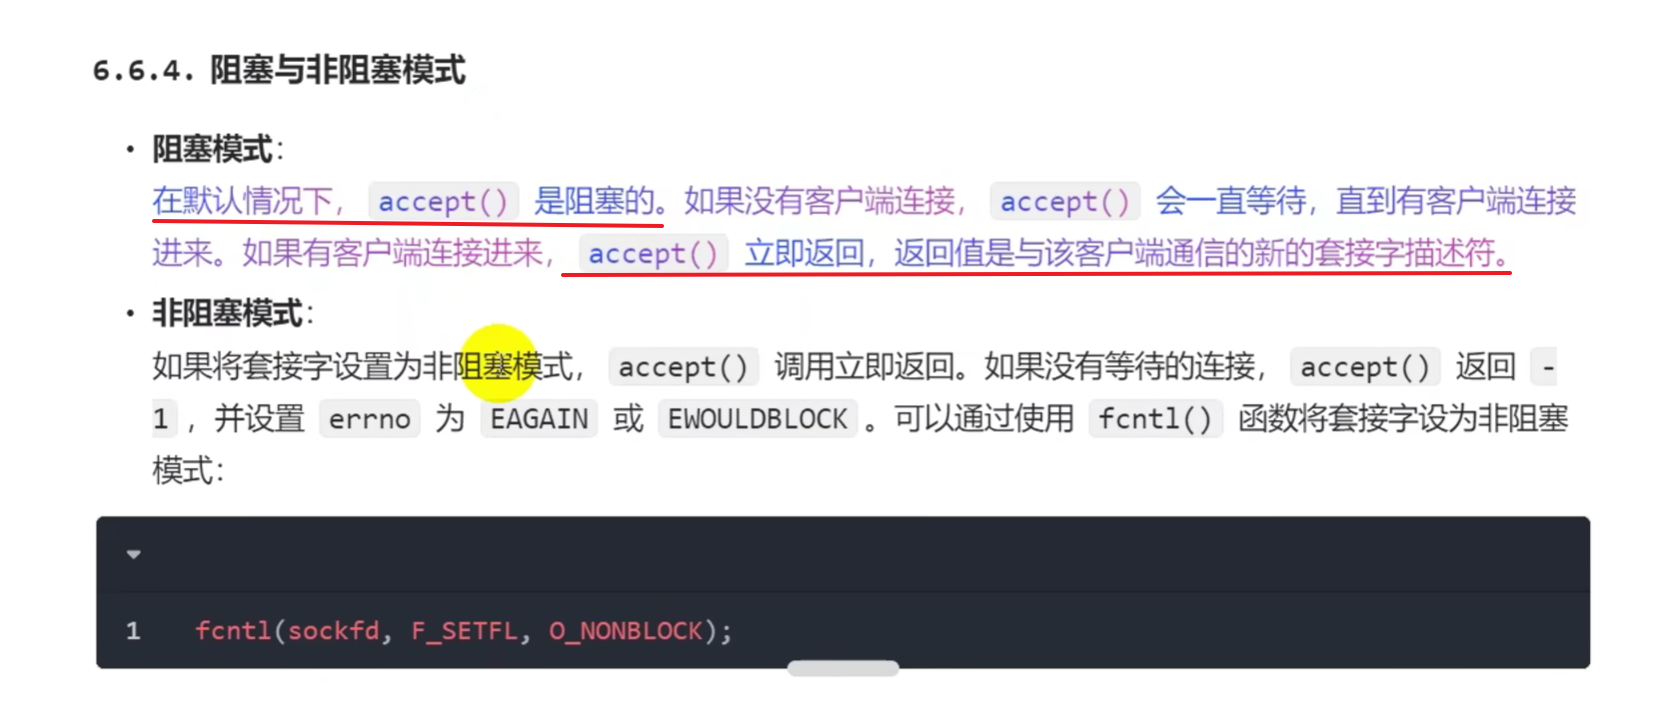 6.6.4. 阻塞与非阻塞模式
• 阻塞模式：
在默认情况下， accept() 是阻塞的。如果没有客户端连接， accept() 会一直等待，直到有客户端连接
进来。如果有客户端连接进来， accept() 立即返回，返回值是与该客户端通信的新的套接字描述符。
• 非阻塞模式：
如果将套接字设置为非阻塞模式， accept() 调用立即返回。如果没有等待的连接， accept() 返回 -
1 ，并设置 errno 为 EAGAIN 或 EWOULDBLOCK 。可以通过使用 fcntl() 函数将套接字设为非阻塞
模式：
1 fcntl(sockfd, F_SETFL, O_NONBLOCK);